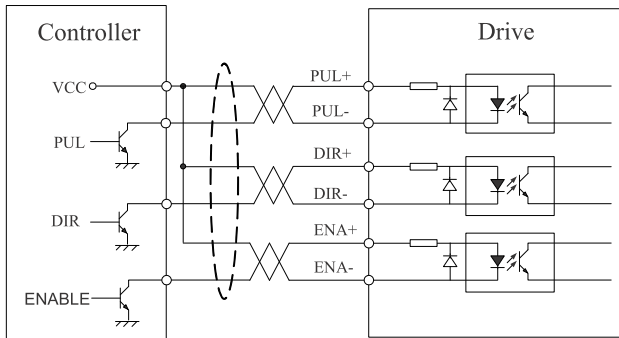 Controller
Drive
VCC
PUL+
PUL-
PUL
DIR+
DIR-
DIR
ENA+
ENA-
ENABLE